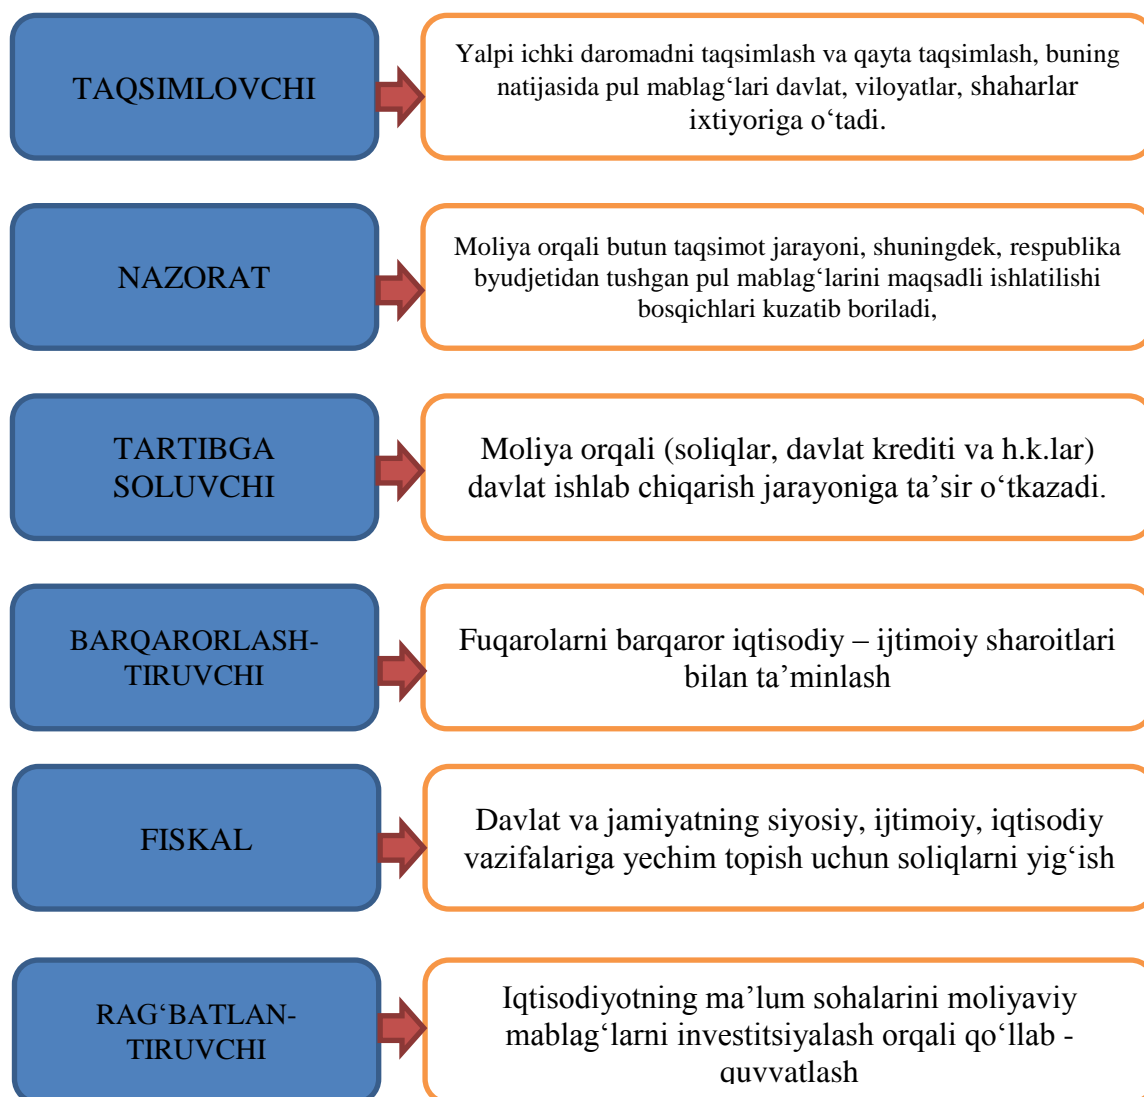 TAQSIMLOVCHI
Yalpi ichki daromadni taqsimlash va qayta taqsimlash, buning
natijasida pul mablag‘lari davlat, viloyatlar, shaharlar
ixtiyoriga o‘tadi.
NAZORAT
Moliya orqali butun taqsimot jarayoni, shuningdek, respublika
byudjetidan tushgan pul mablag‘larini maqsadli ishlatilishi
bosqichlari kuzatib boriladi,
TARTIBGA
SOLUVCHI
Moliya orqali (soliqlar, davlat krediti va h.k.lar)
davlat ishlab chiqarish jarayoniga ta’sir o‘tkazadi.
BARQARORLASH-
TIRUVCHI
Fuqarolarni barqaror iqtisodiy – ijtimoiy sharoitlari
bilan ta’minlash
FISKAL
Davlat va jamiyatning siyosiy, ijtimoiy, iqtisodiy
vazifalariga yechim topish uchun soliqlarni yig‘ish
RAG‘BATLAN-
TIRUVCHI
Iqtisodiyotning ma’lum sohalarini moliyaviy
mablag‘larni investitsiyalash orqali qo‘llab -
quvvatlash